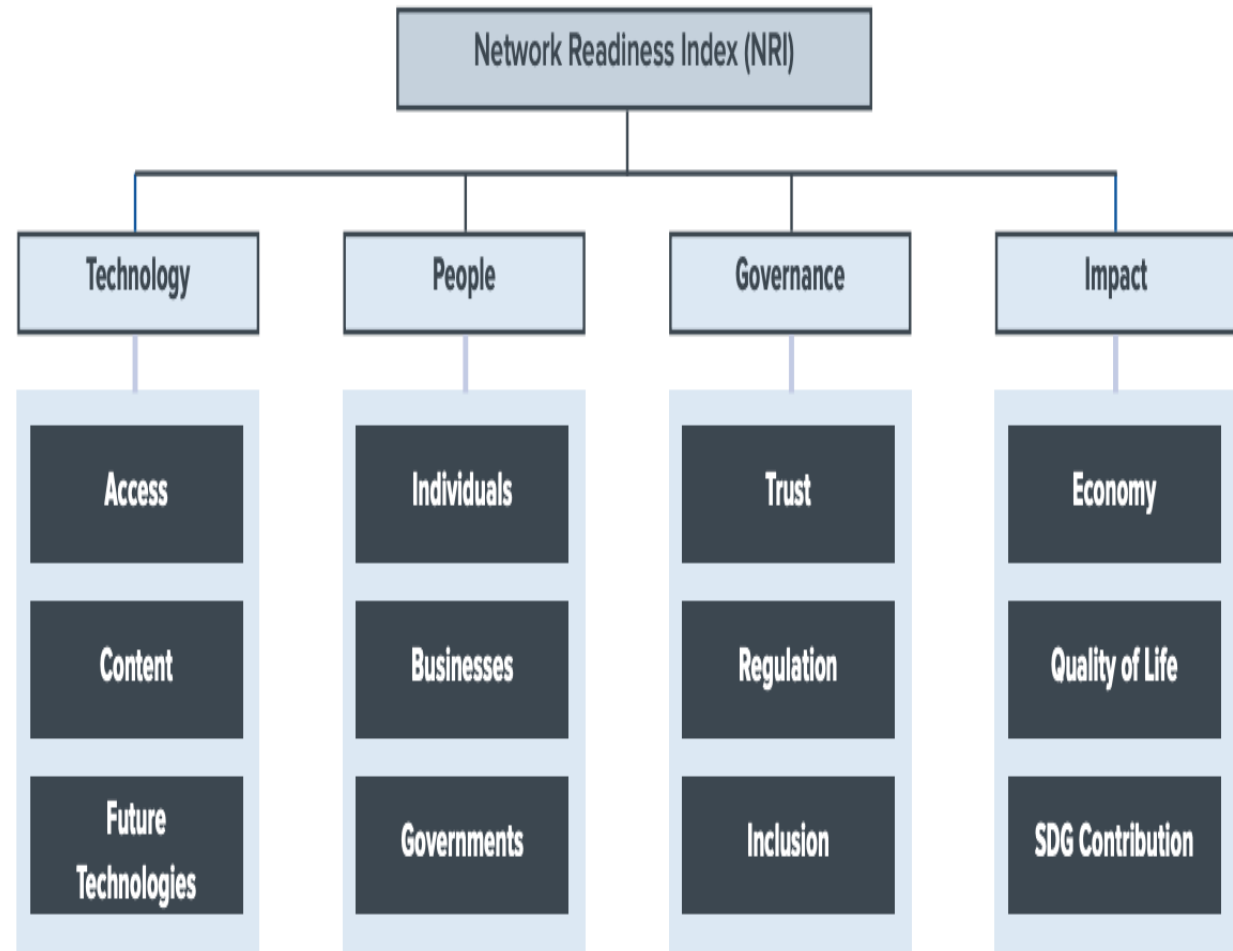 Network Readiness Index (NRI)
Technology
People
Governance
Impact
Access
Individuals
Trust
Economy
Content
Businesses
Regulation
Quality of Life
Future
Technologies
Governments
Inclusion
SDG Contribution